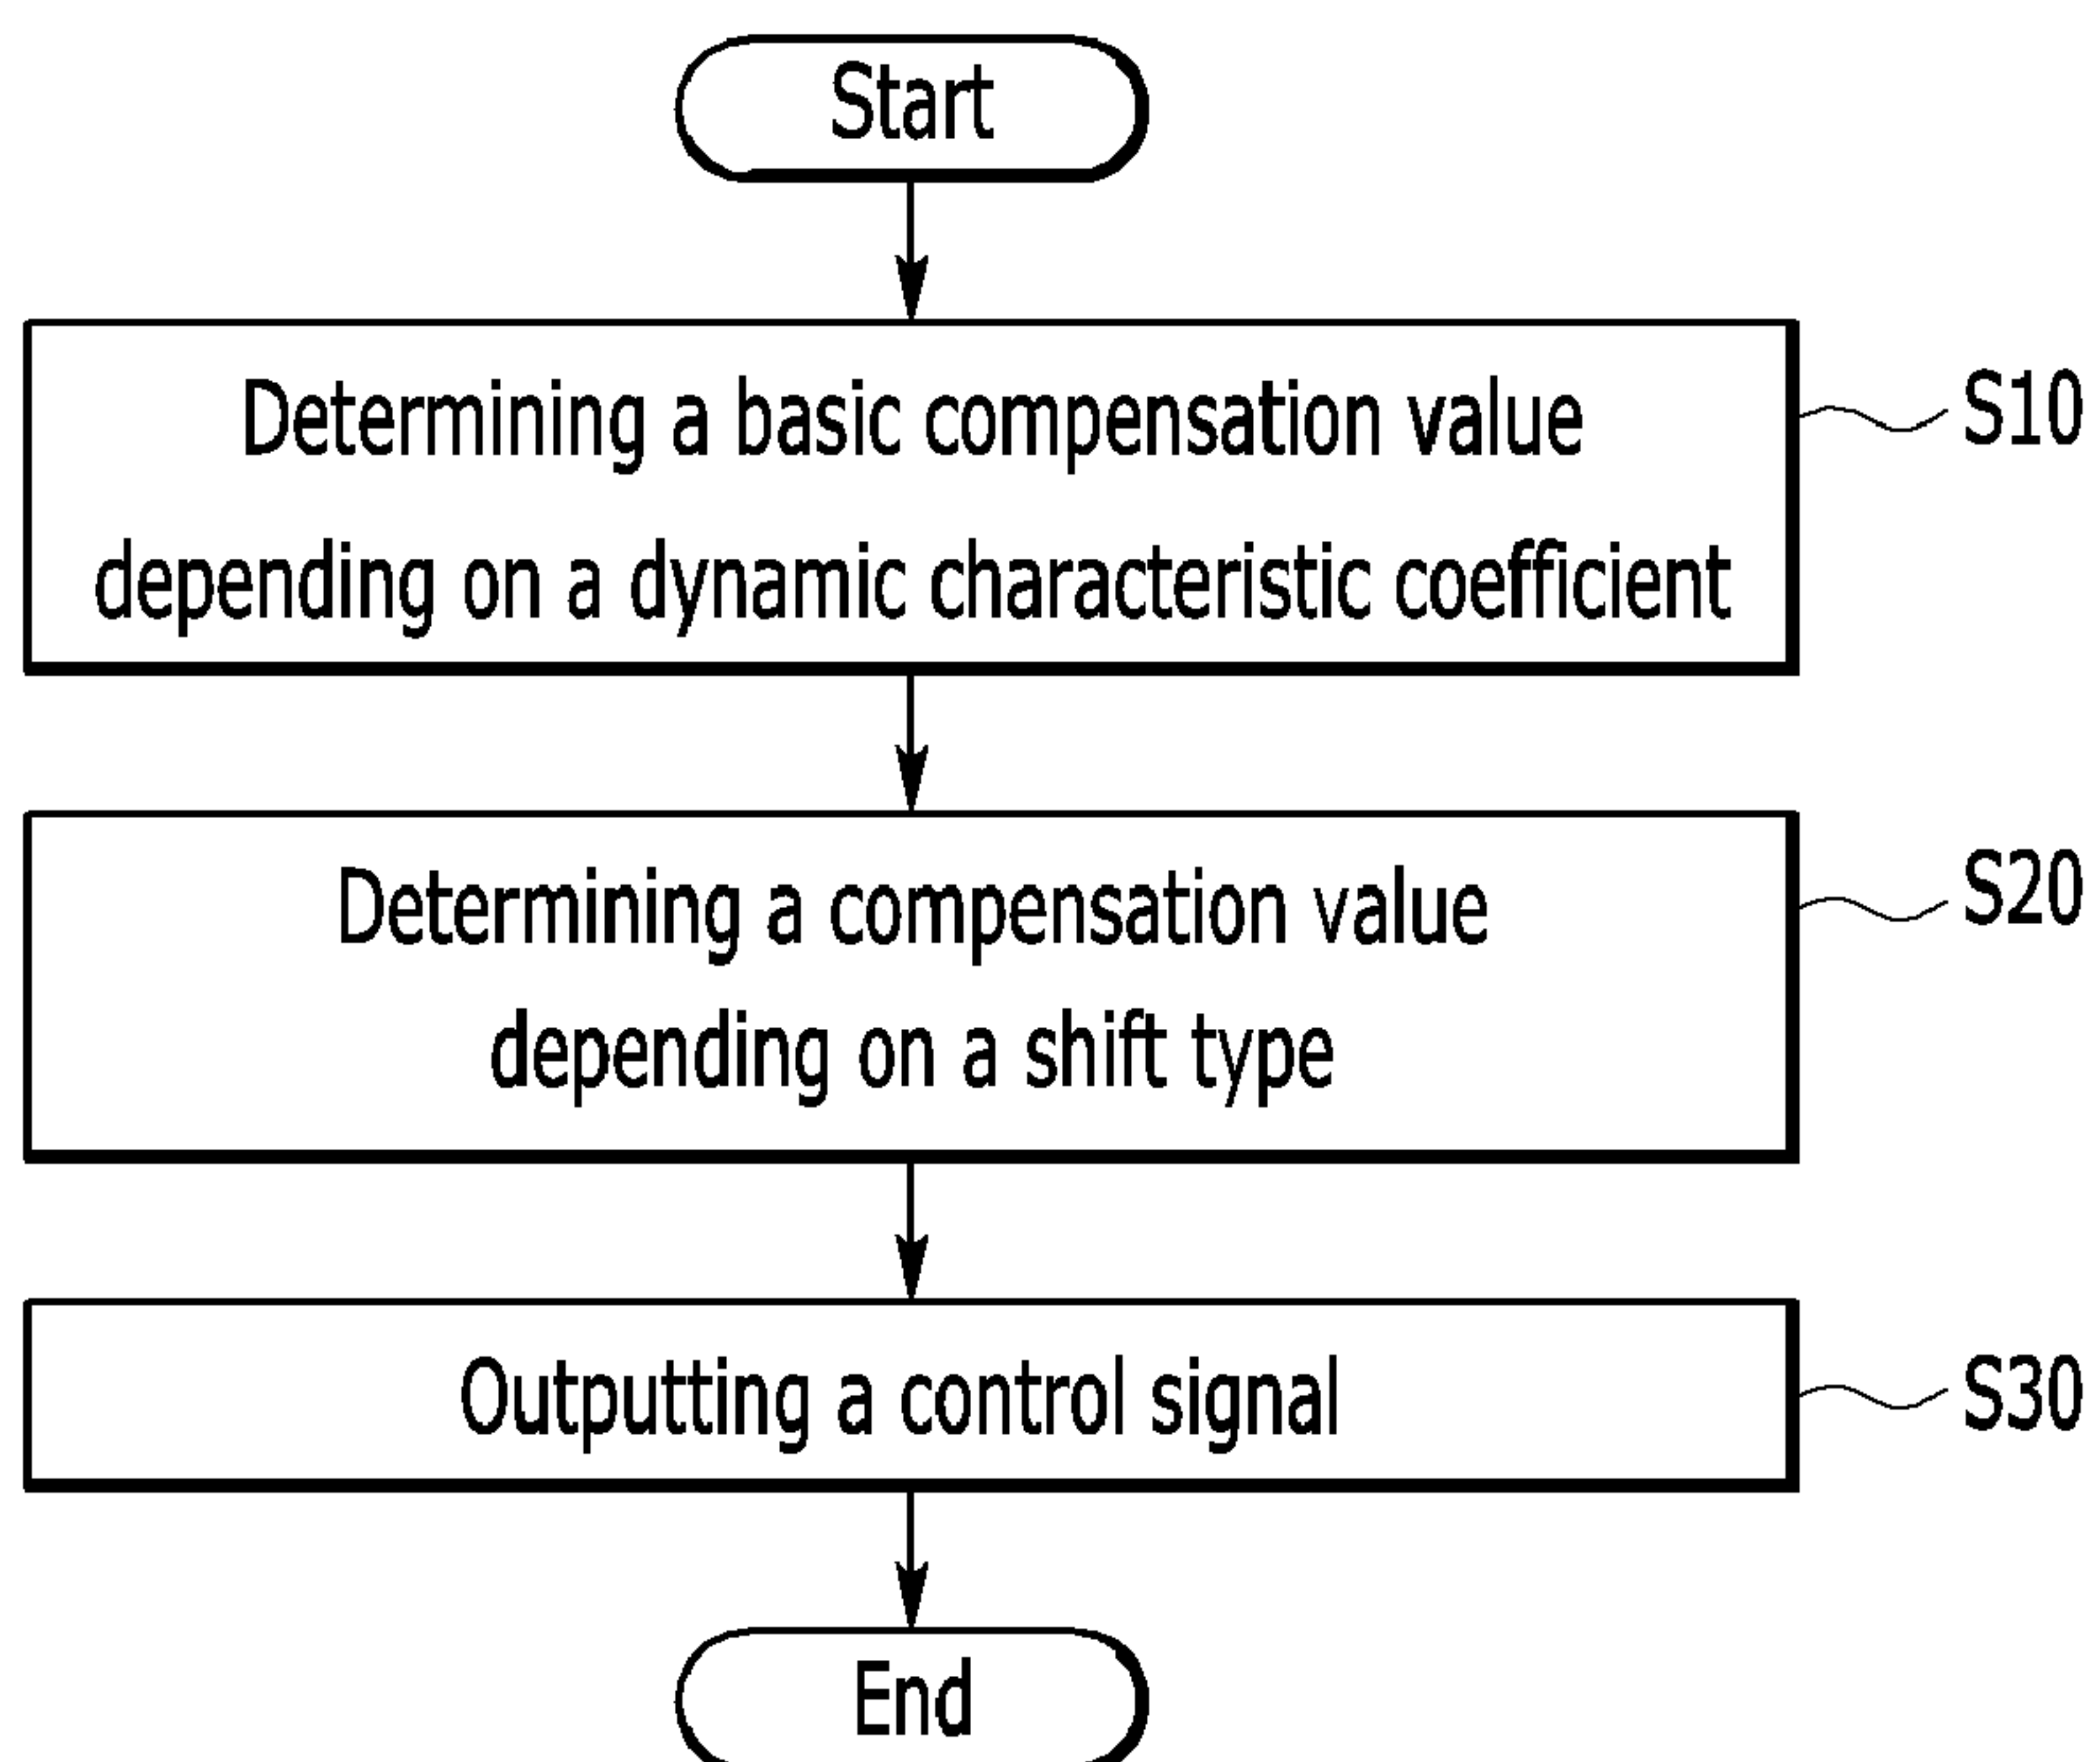 Start
Determining a basic compensation value
depending on a dynamic characteristic coefficient
S10
Determining a compensation value
depending on a shift type
S20
Outputting a control signal
S30
End